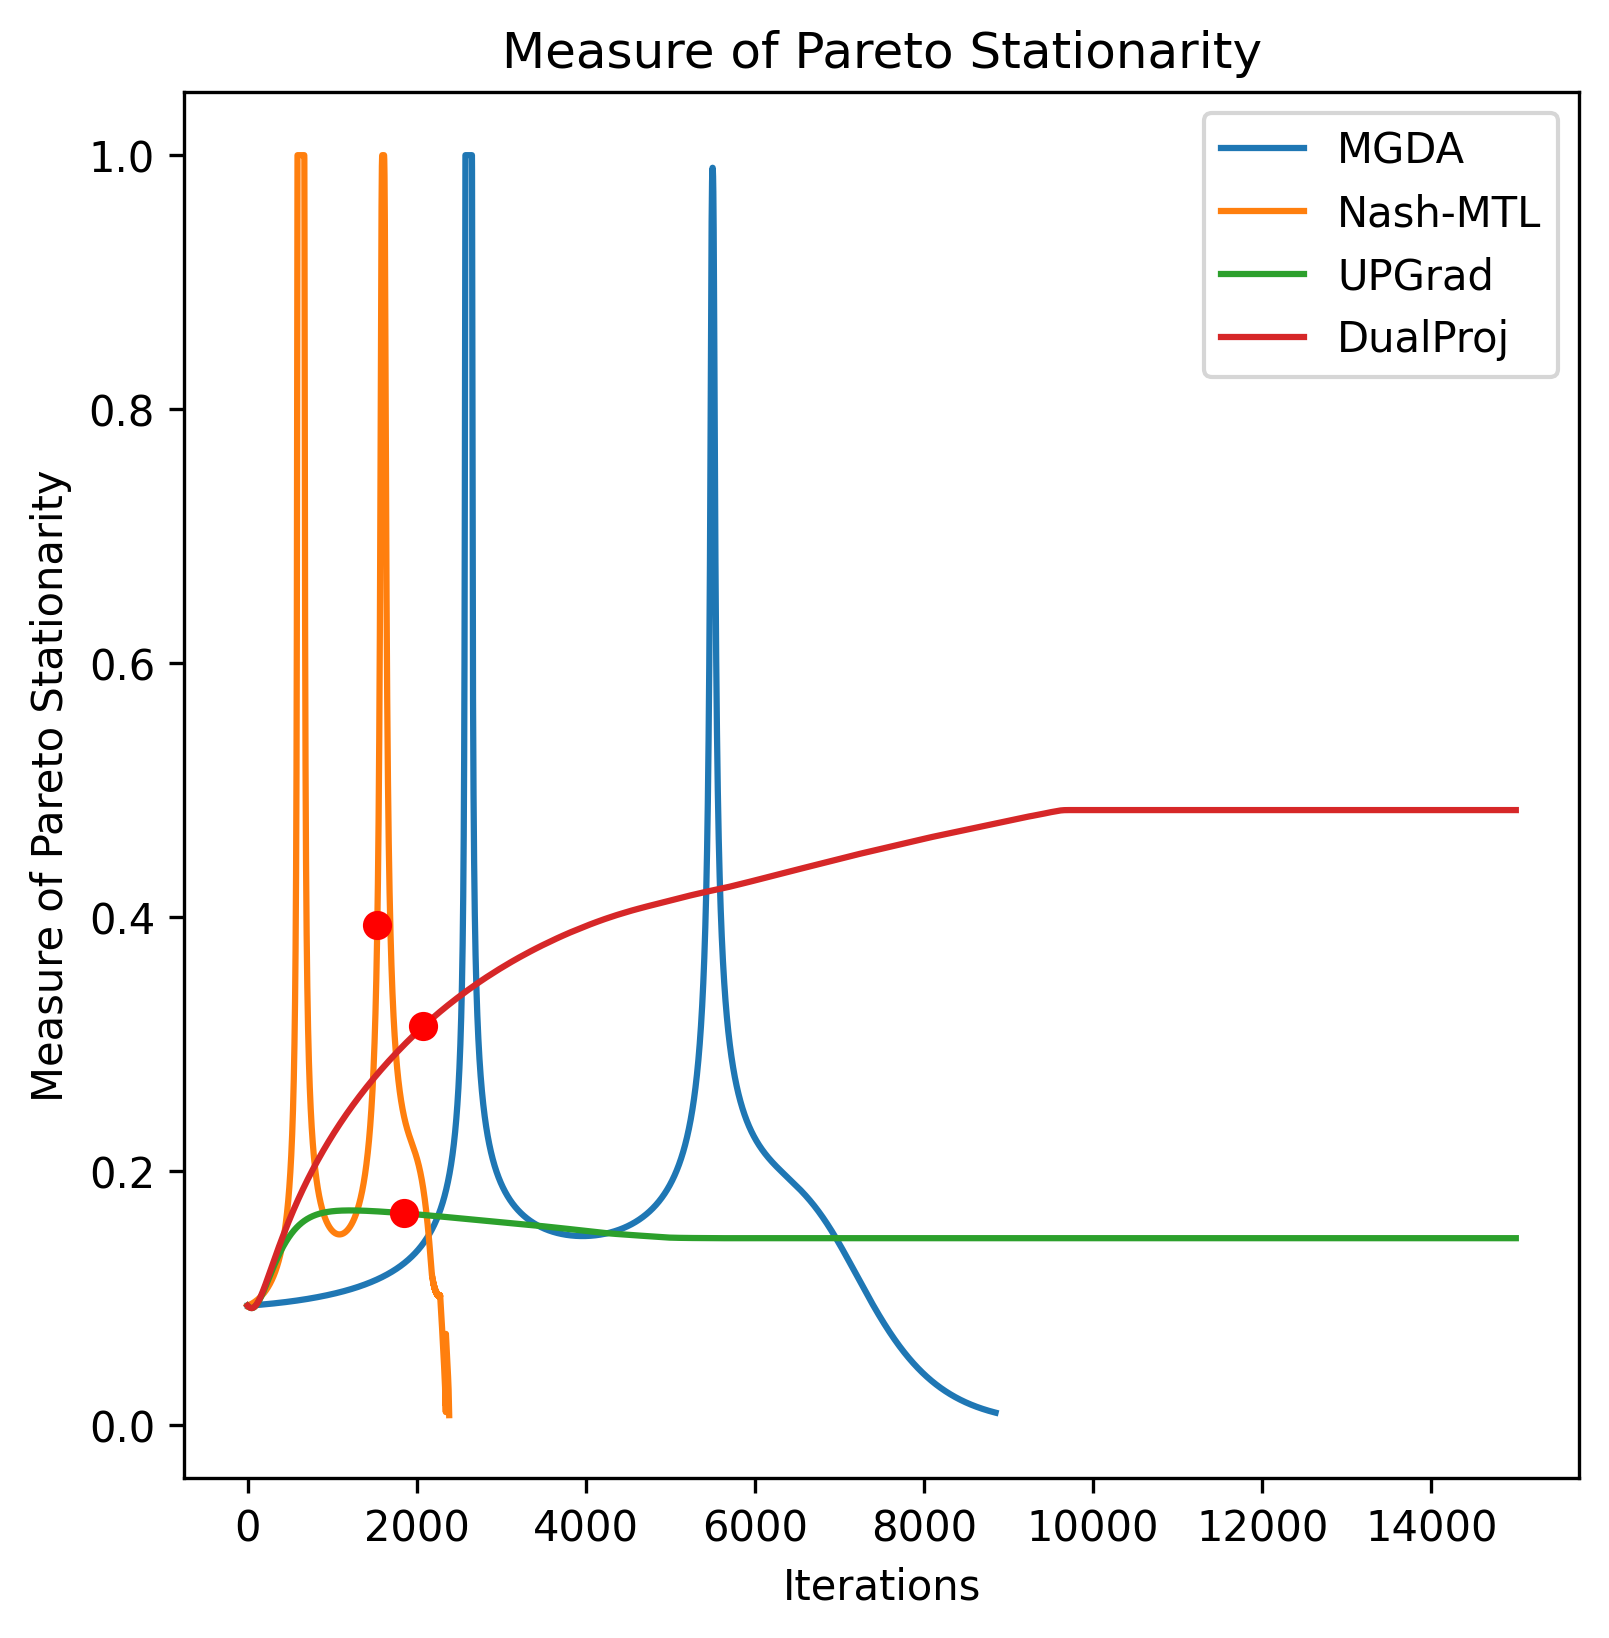 Measure of Pareto Stationarity
MGDA
Nash-MTL
UPGrad
DualProj
Measure of Pareto Stationarity
1.0
0.8
0.6
0.4
0.2
0.0
0 2000 4000 6000 8000 10000 12000 14000
Iterations